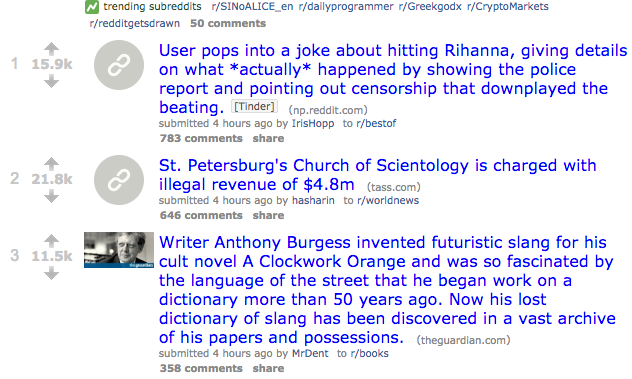 trending subreddits r/SINoALICE_en r/dailyprogrammer r/Greekgodx r/CryptoMarkets
r/redditgetsdrawn 50 comments
1 15.9k
User pops into a joke about hitting Rihanna, giving details
on what *actually* happened by showing the police
report and pointing out censorship that downplayed the
beating. [Tinder] (np.reddit.com)
submitted 4 hours ago by IrisHopp to r/bestof
783 comments share
2 21.8k
St. Petersburg's Church of Scientology is charged with
illegal revenue of $4.8m (tass.com)
submitted 4 hours ago by hasharin to r/worldnews
646 comments share
3 11.5k
Writer Anthony Burgess invented futuristic slang for his
cult novel A Clockwork Orange and was so fascinated by
the language of the street that he began work on a
dictionary more than 50 years ago. Now his lost
dictionary of slang has been discovered in a vast archive
of his papers and possessions. (theguardian.com)
submitted 4 hours ago by MrDent to r/books
358 comments share